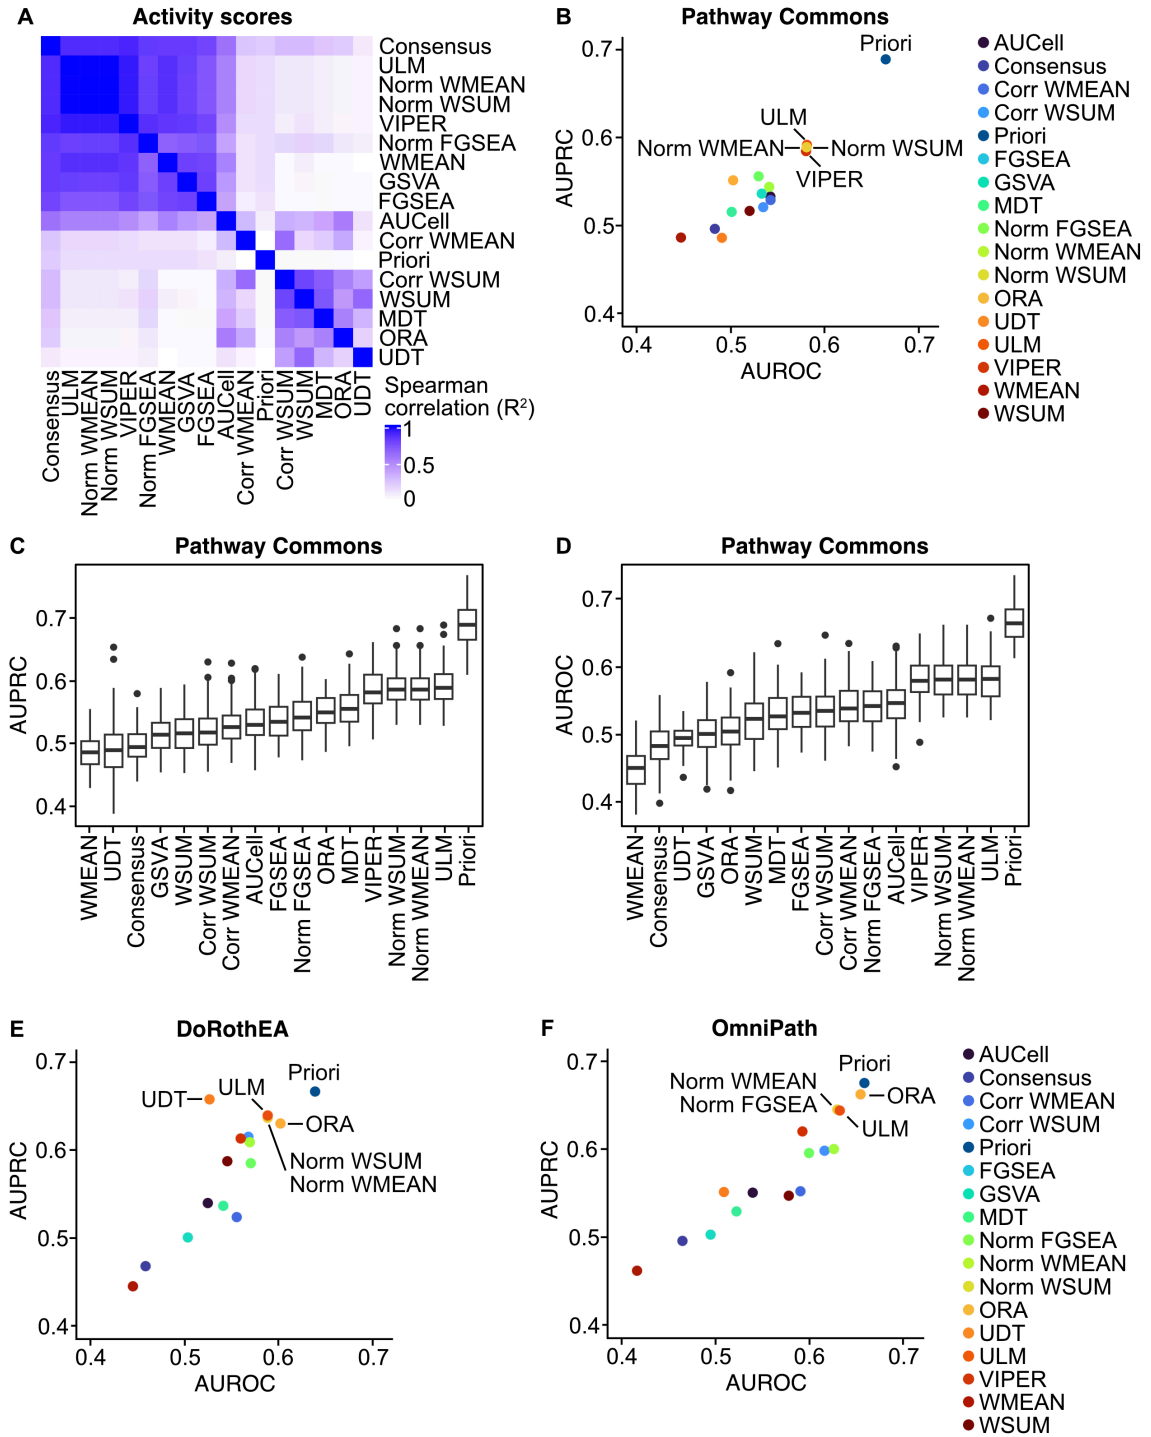 A
Activity scores
Consensus
ULM
Norm WMEAN
Norm WSUM
VIPER
Norm FGSEA
WMEAN
GSVA
FGSEA
AUCell
Corr WMEAN
Priori
Corr WSUM
WSUM
MDT
ORA
UDT
Consensus
ULM
Norm WMEAN
Norm WSUM
VIPER
Norm FGSEA
WMEAN
GSVA
FGSEA
AUCell
Corr WMEAN
Priori
Corr WSUM
WSUM
MDT
ORA
UDT
Spearman
correlation (R²)
1
0.5
0
B
Pathway Commons
AUPRC
0.7
0.6
0.5
0.4
0.4
0.5
0.6
0.7
AUROC
Priori
ULM
Norm WMEAN
Norm WSUM
VIPER
AUCell
Consensus
Corr WMEAN
Corr WSUM
Priori
FGSEA
GSVA
MDT
Norm FGSEA
Norm WMEAN
Norm WSUM
ORA
UDT
ULM
VIPER
WMEAN
WSUM
C
Pathway Commons
AUPRC
0.7
0.6
0.5
0.4
WMEAN
UDT
Consensus
GSVA
WSUM
Corr WSUM
Corr WMEAN
AUCell
FGSEA
Norm FGSEA
ORA
MDT
VIPER
Norm WSUM
Norm WMEAN
ULM
Priori
D
Pathway Commons
AUROC
0.7
0.6
0.5
0.4
WMEAN
Consensus
UDT
GSVA
ORA
WSUM
MDT
FGSEA
Corr WSUM
Corr WMEAN
Norm FGSEA
AUCell
VIPER
Norm WSUM
Norm WMEAN
ULM
Priori
E
DoRothEA
AUPRC
0.7
0.6
0.5
0.4
0.4
0.5
0.6
0.7
AUROC
Priori
UDT
ULM
ORA
Norm WSUM
Norm WMEAN
F
OmniPath
AUPRC
0.7
0.6
0.5
0.4
0.4
0.5
0.6
0.7
AUROC
Priori
Norm WMEAN
Norm FGSEA
ORA
ULM
AUCell
Consensus
Corr WMEAN
Corr WSUM
Priori
FGSEA
GSVA
MDT
Norm FGSEA
Norm WMEAN
Norm WSUM
ORA
UDT
ULM
VIPER
WMEAN
WSUM